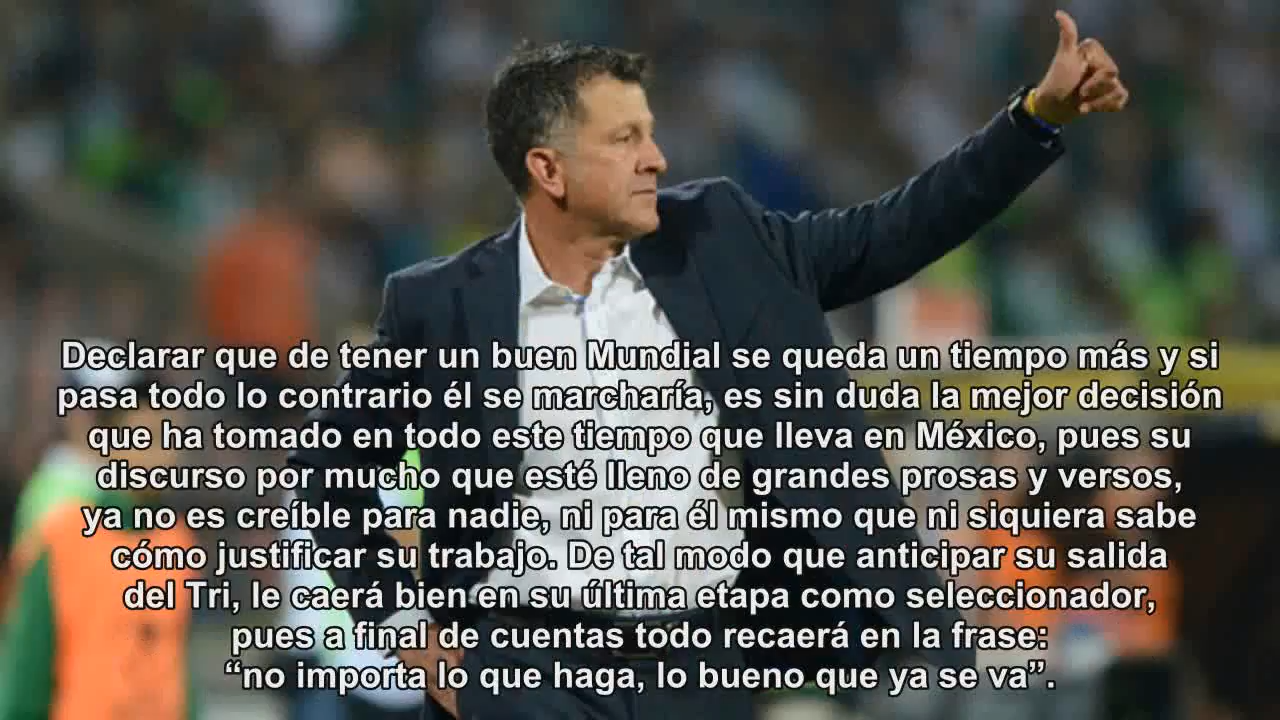 Declarar que de tener un buen Mundial se queda un tiempo más y si
pasa todo lo contrario él se marcharía, es sin duda la mejor decisión
que ha tomado en todo este tiempo que lleva en México, pues su
discurso por mucho que esté lleno de grandes prosas y versos,
ya no es creíble para nadie, ni para él mismo que ni siquiera sabe
cómo justificar su trabajo. De tal modo que anticipar su salida
del Tri, le caerá bien en su última etapa como seleccionador,
pues a final de cuentas todo recaerá en la frase:
“no importa lo que haga, lo bueno que ya se va”.